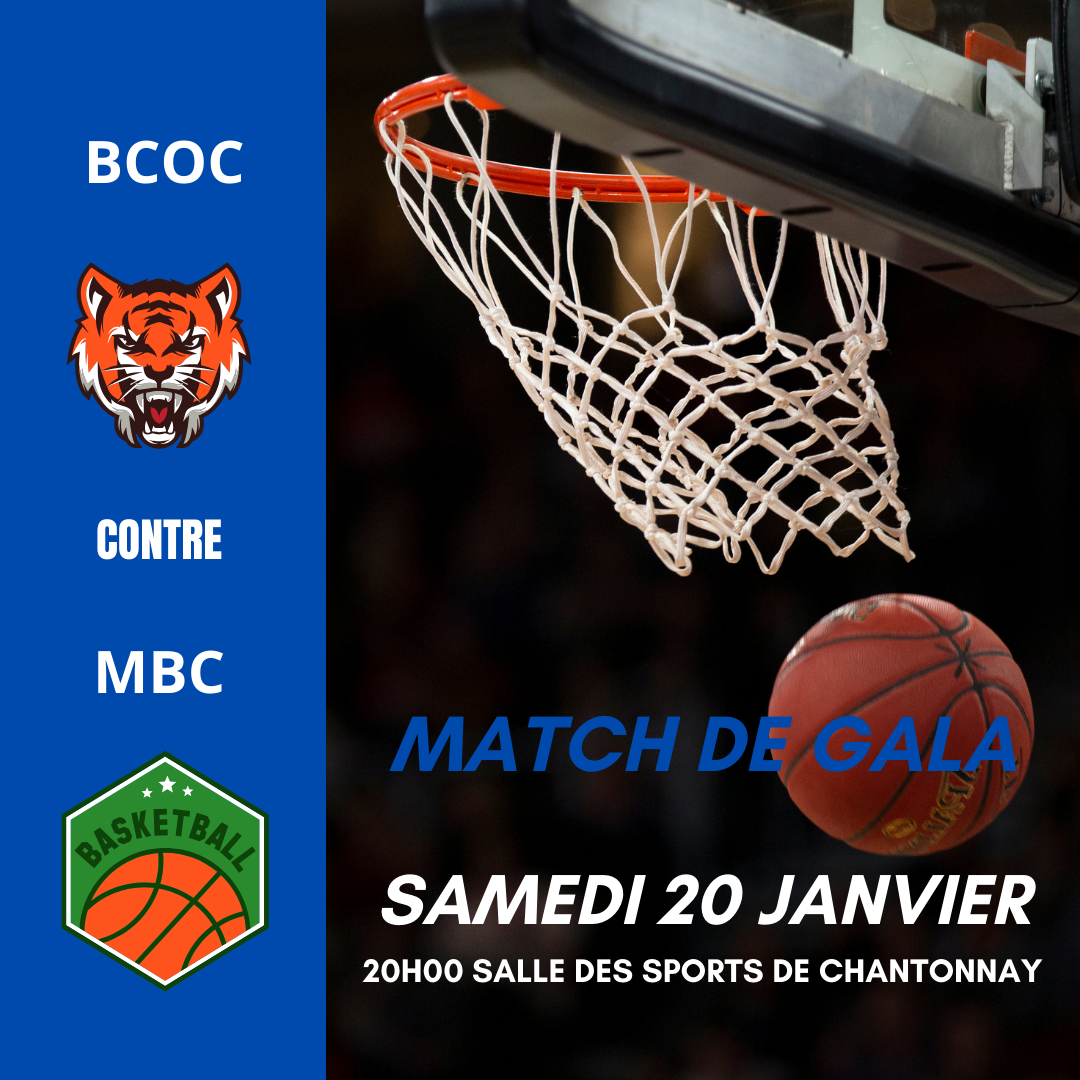 BCOC
CONTRE
MBC
BASKETBALL
MATCH DE GALA
SAMEDI 20 JANVIER
20H00 SALLE DES SPORTS DE CHANTONNAY